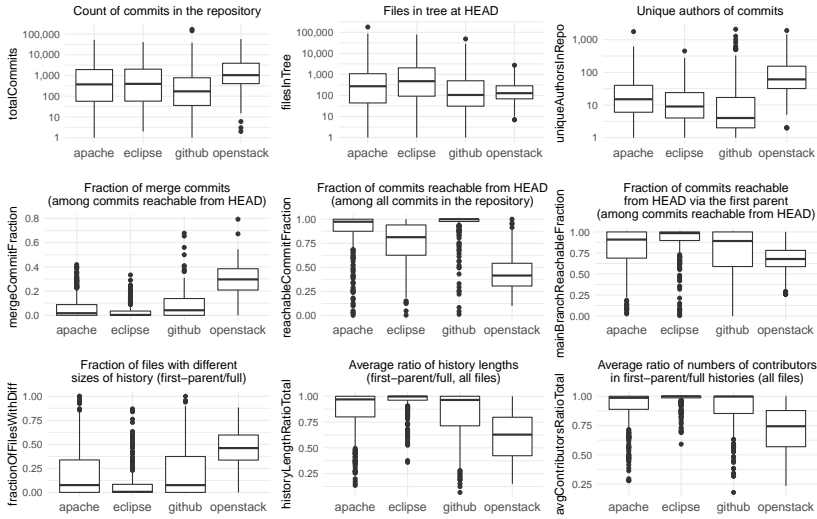 Count of commits in the repository
totalCommits
100,000
10,000
1,000
100
10
1
apache eclipse github openstack
Files in tree at HEAD
filesInTree
100,000
10,000
1,000
100
10
1
apache eclipse github openstack
Unique authors of commits
uniqueAuthorsInRepo
1,000
100
10
1
apache eclipse github openstack
Fraction of merge commits
(among commits reachable from HEAD)
mergeCommitFraction
0.8
0.6
0.4
0.2
0.0
apache eclipse github openstack
Fraction of commits reachable from HEAD
(among all commits in the repository)
reachableCommitFraction
1.00
0.75
0.50
0.25
0.00
apache eclipse github openstack
Fraction of commits reachable
from HEAD via the first parent
(among commits reachable from HEAD)
mainBranchReachableFraction
1.00
0.75
0.50
0.25
0.00
apache eclipse github openstack
Fraction of files with different
sizes of history (first−parent/full)
fractionOfFilesWithDiff
1.00
0.75
0.50
0.25
0.00
apache eclipse github openstack
Average ratio of history lengths
(first−parent/full, all files)
historyLengthRatioTotal
1.00
0.75
0.50
0.25
apache eclipse github openstack
Average ratio of numbers of contributors
in first−parent/full histories (all files)
avgContributorsRatioTotal
1.00
0.75
0.50
0.25
apache eclipse github openstack